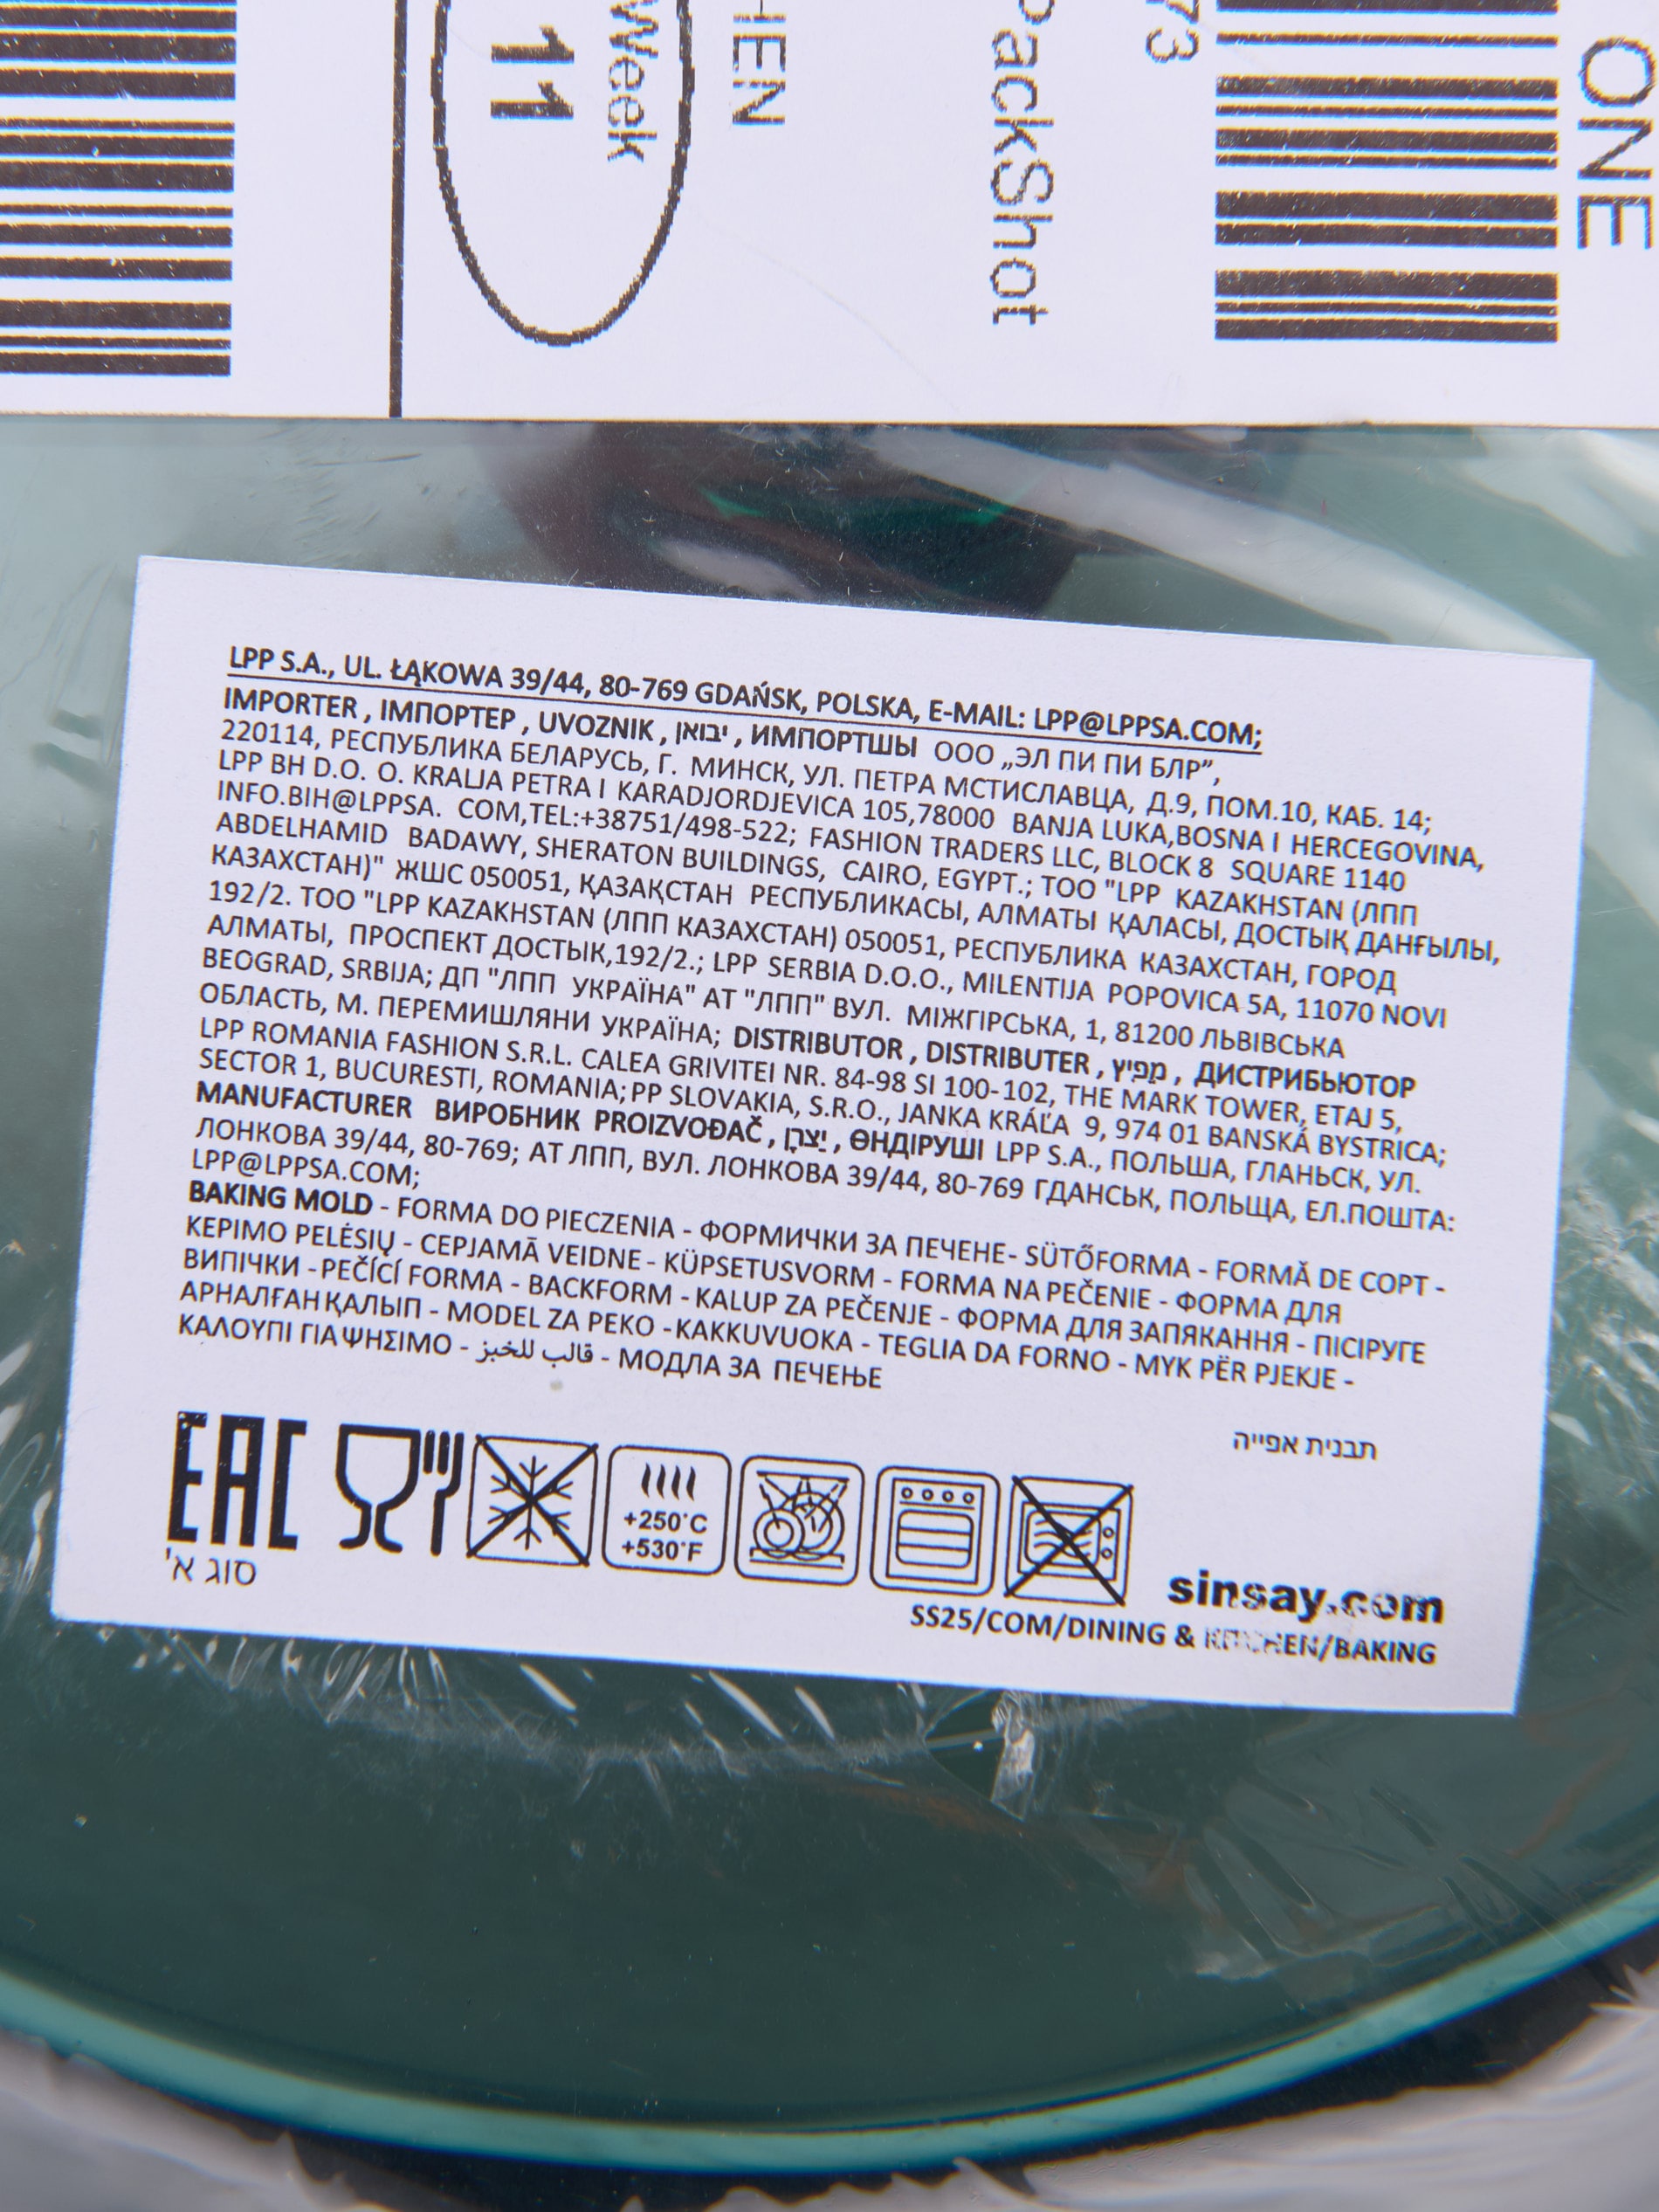 ONE
73
ackShot
HEN
Week
11
LPP S.A., UL. ŁĄKOWA 39/44, 80-769 GDAŃSK, POLSKA, E-MAIL: LPP@LPPSA.COM;
IMPORTER , ІМПОРТЕР , UVOZNIK , יבואן , ИМПОРТШЫ ООО „ЭЛ ПИ ПИ БЛР”,
220114, РЕСПУБЛИКА БЕЛАРУСЬ, Г. МИНСК, УЛ. ПЕТРА МСТИСЛАВЦА, Д.9, ПОМ.10, КАБ. 14;
LPP BH D.O. O. KRALJA PETRA I KARADJORDJEVICA 105,78000 BANJA LUKA,BOSNA I HERCEGOVINA,
INFO.BIH@LPPSA. COM,TEL:+38751/498-522; FASHION TRADERS LLC, BLOCK 8 SQUARE 1140
ABDELHAMID BADAWY, SHERATON BUILDINGS, CAIRO, EGYPT.; ТОО "LPP KAZAKHSTAN (ЛПП
КАЗАХСТАН)" ЖШС 050051, ҚАЗАҚСТАН РЕСПУБЛИКАСЫ, АЛМАТЫ ҚАЛАСЫ, ДОСТЫҚ ДАНҒЫЛЫ,
192/2. ТОО "LPP KAZAKHSTAN (ЛПП КАЗАХСТАН) 050051, РЕСПУБЛИКА КАЗАХСТАН, ГОРОД
АЛМАТЫ, ПРОСПЕКТ ДОСТЫК,192/2.; LPP SERBIA D.O.O., MILENTIJA POPOVICA 5A, 11070 NOVI
BEOGRAD, SRBIJA; ДП "ЛПП УКРАЇНА" АТ "ЛПП" ВУЛ. МІЖГІРСЬКА, 1, 81200 ЛЬВІВСЬКА
ОБЛАСТЬ, М. ПЕРЕМИШЛЯНИ УКРАЇНА; DISTRIBUTOR , DISTRIBUTER , מפיץ , ДИСТРИБЬЮТОР
LPP ROMANIA FASHION S.R.L. CALEA GRIVITEI NR. 84-98 SI 100-102, THE MARK TOWER, ETAJ 5,
SECTOR 1, BUCURESTI, ROMANIA; PP SLOVAKIA, S.R.O., JANKA KRÁĽA 9, 974 01 BANSKÁ BYSTRICA;
MANUFACTURER ВИРОБНИК PROIZVOĐAČ , יצרן , ӨНДІРУШІ LPP S.A., ПОЛЬША, ГЛАНЬСК, УЛ.
ЛОНКОВА 39/44, 80-769; АТ ЛПП, ВУЛ. ЛОНКОВА 39/44, 80-769 ГДАНСЬК, ПОЛЬЩА, ЕЛ.ПОШТА:
LPP@LPPSA.COM;
BAKING MOLD - FORMA DO PIECZENIA - ФОРМИЧКИ ЗА ПЕЧЕНЕ- SÜTŐFORMA - FORMĂ DE COPT -
KEPIMO PELĖSIŲ - CEPJAMĀ VEIDNE - KÜPSETUSVORM - FORMA NA PEČENIE - ФОРМА ДЛЯ
ВИПІЧКИ - PEČÍCÍ FORMA - BACKFORM - KALUP ZA PEČENJE - ФОРМА ДЛЯ ЗАПЯКАННЯ - ПІСІРУГЕ
АРНАЛҒАН ҚАЛЫП - MODEL ZA PEKO - KAKKUVUOKA - TEGLIA DA FORNO - MYK PËR PJEKJE -
ΚΑΛΟΥΠΙ ΓΙΑ ΨΗΣΙΜΟ - قالب للخبز - МОДЛА ЗА ПЕЧЕЊЕ
תבנית אפייה
EAC
+250°C
+530°F
סוג א'
sinsay.com
SS25/COM/DINING & KITCHEN/BAKING